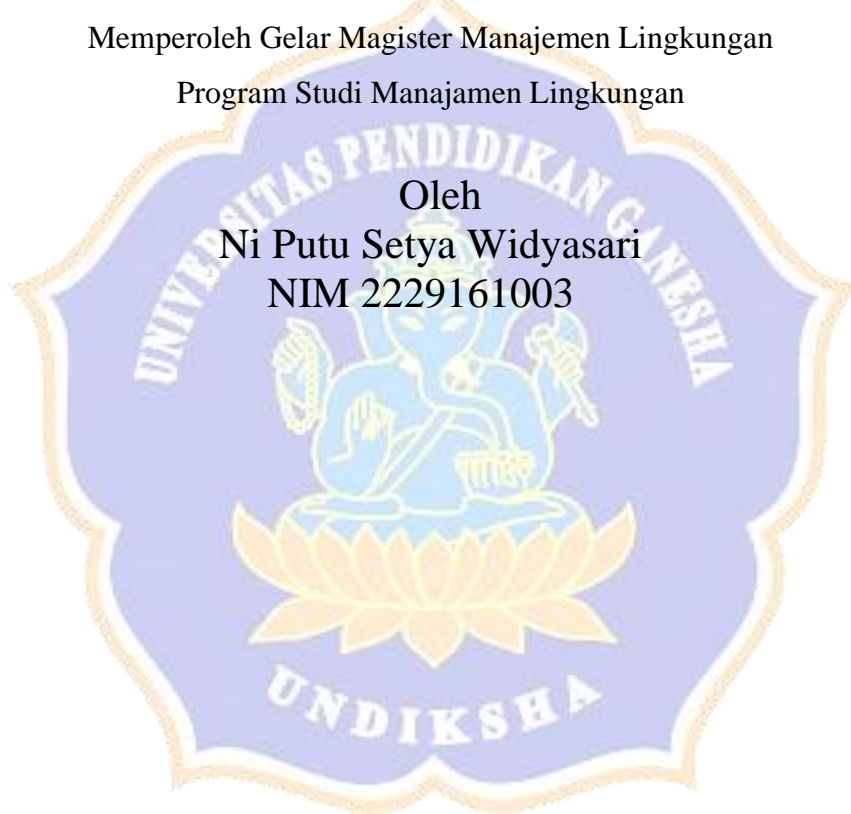 Memperoleh Gelar Magister Manajemen Lingkungan
Program Studi Manajamen Lingkungan
UNIVERSITAS PENDIDIKAN GANESHA
Oleh
Ni Putu Setya Widyasari
NIM 2229161003
UNDIKSHA